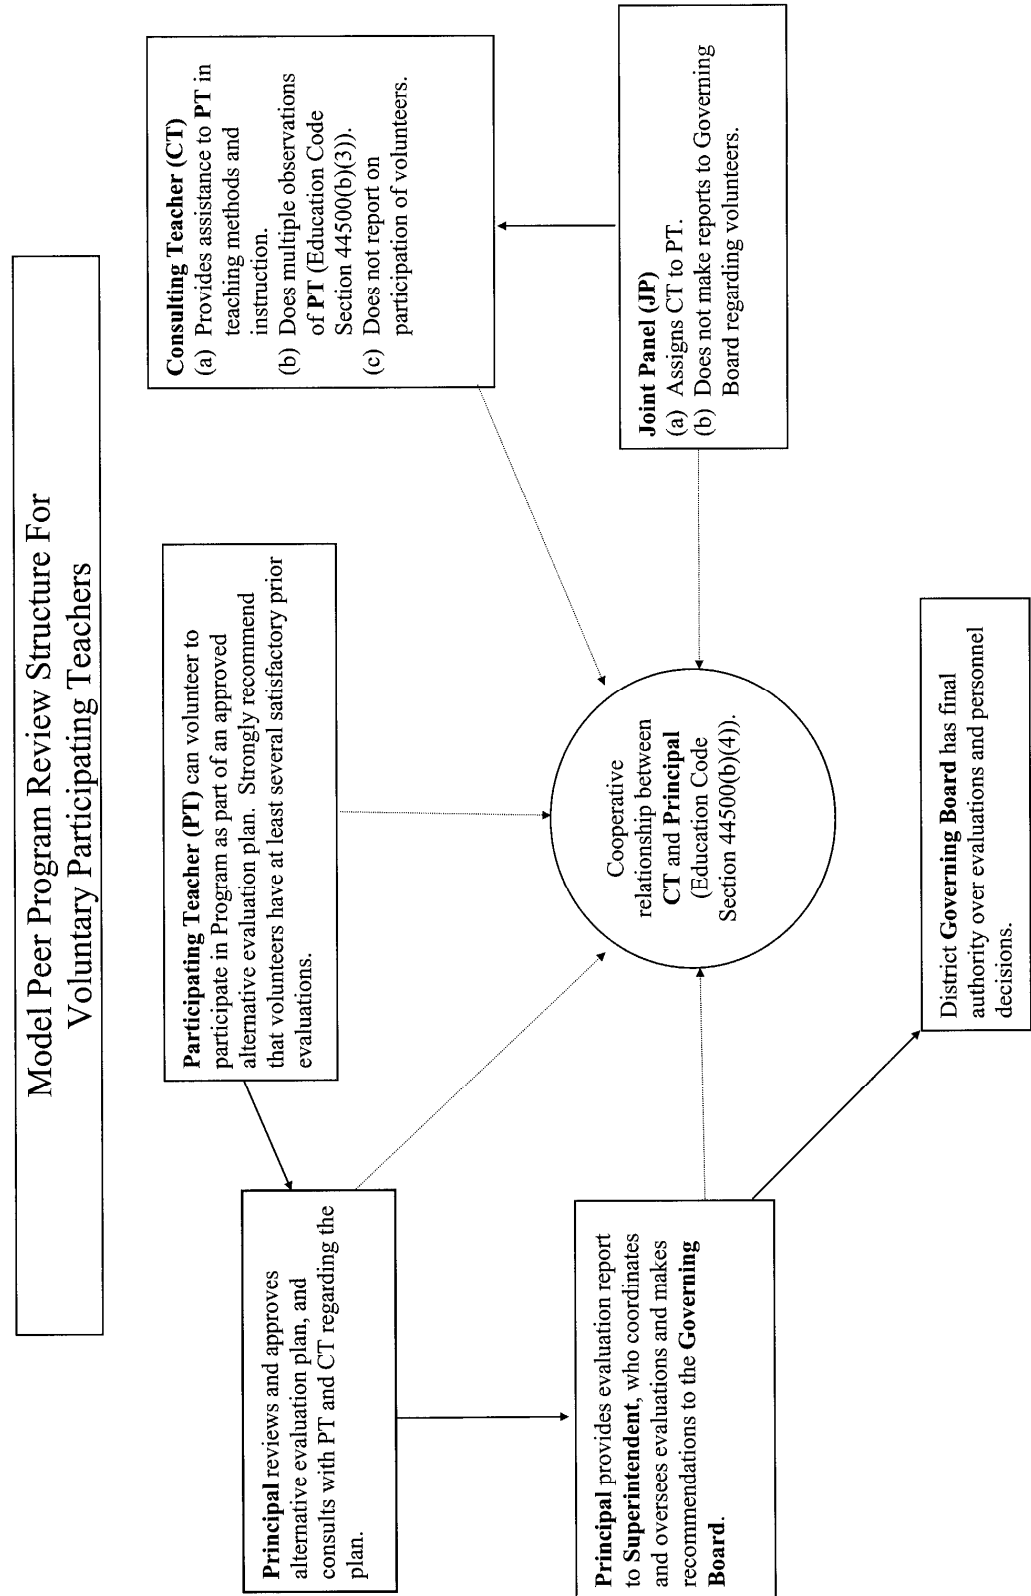 Model Peer Program Review Structure For
Voluntary Participating Teachers
Principal reviews and approves
alternative evaluation plan, and
consults with PT and CT regarding the
plan.
Participating Teacher (PT) can volunteer to
participate in Program as part of an approved
alternative evaluation plan. Strongly recommend
that volunteers have at least several satisfactory prior
evaluations.
Consulting Teacher (CT)
(a) Provides assistance to PT in
teaching methods and
instruction.
(b) Does multiple observations
of PT (Education Code
Section 44500(b)(3)).
(c) Does not report on
participation of volunteers.
Principal provides evaluation report
to Superintendent, who coordinates
and oversees evaluations and makes
recommendations to the Governing
Board.
Cooperative
relationship between
CT and Principal
(Education Code
Section 44500(b)(4)).
Joint Panel (JP)
(a) Assigns CT to PT.
(b) Does not make reports to Governing
Board regarding volunteers.
District Governing Board has final
authority over evaluations and personnel
decisions.